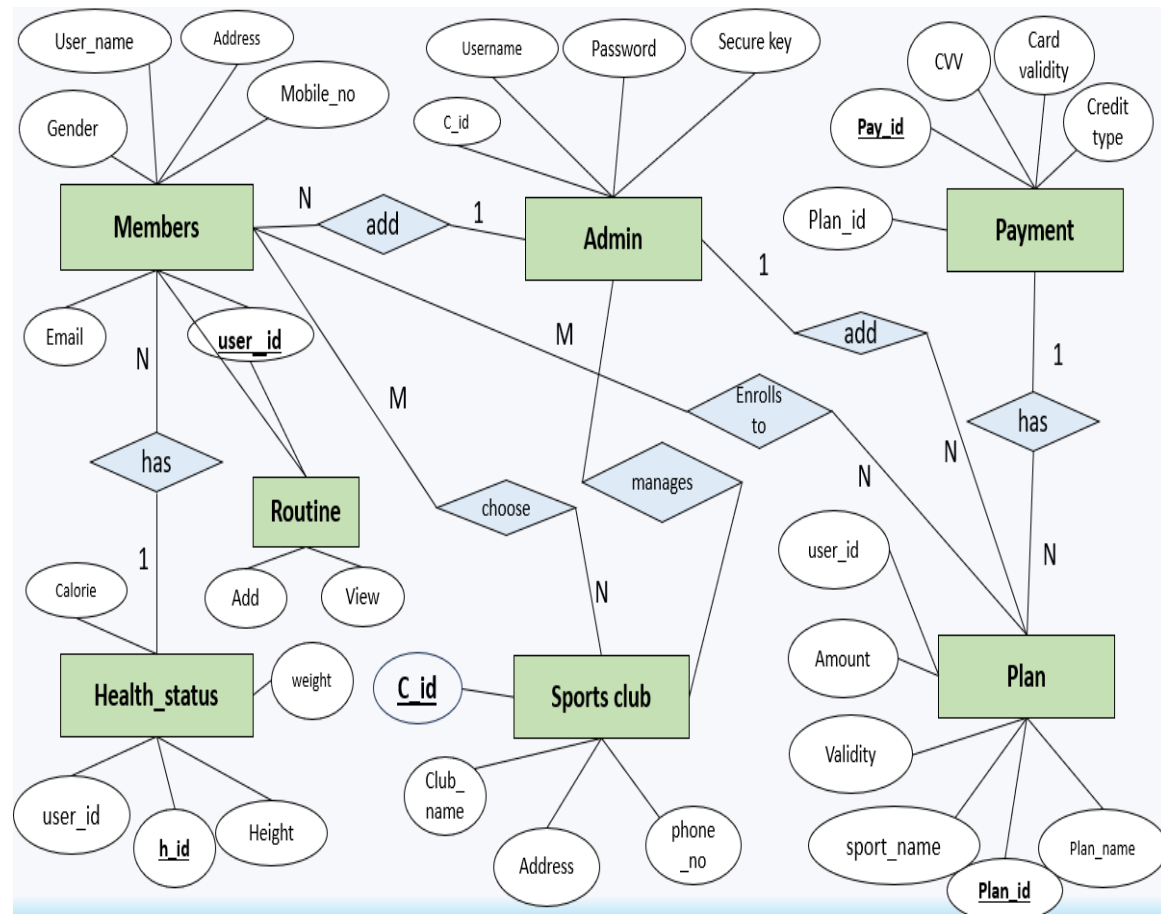 User_name
Address
Username
Password
Secure key
CVV
Card
validity
Gender
Mobile_no
C_id
Pay_id
Credit
type
Members
N
add
1
Admin
Plan_id
Payment
Email
user_id
N
M
M
1
add
1
Enrolls
to
has
has
manages
N
N
N
choose
Routine
user_id
1
Calorie
Add
View
N
Amount
Health_status
weight
C_id
Sports club
Plan
Validity
user_id
h_id
Height
Club_
name
Address
phone
_no
sport_name
Plan_id
Plan_name